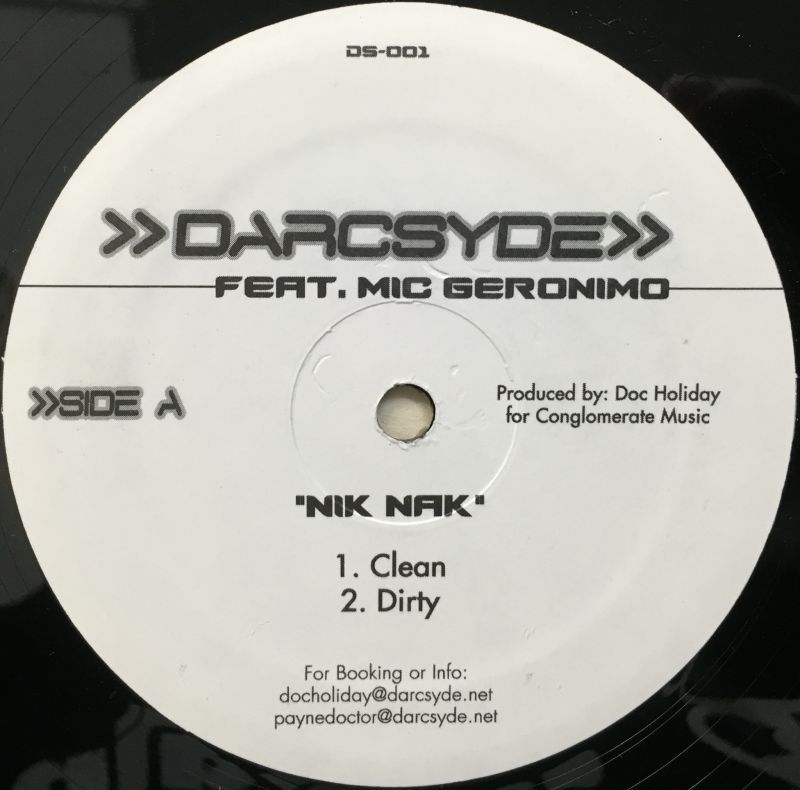 DS-001
»DARCSYDE»
FEAT. MIC GERONIMO
»SIDE A
Produced by: Doc Holiday
for Conglomerate Music
"NIK NAK"
1. Clean
2. Dirty
For Booking or Info:
docholiday@darcsyde.net
paynedoctor@darcsyde.net